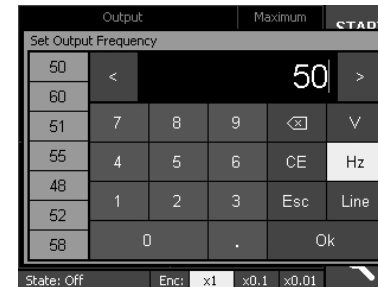 Output Maximum START
Set Output Frequency
50
60
51
55
48
52
58
< 50 >
7 8 9 V
4 5 6 CE Hz
1 2 3 Esc Line
0 . Ok
State: Off Enc: x1 x0.1 x0.01